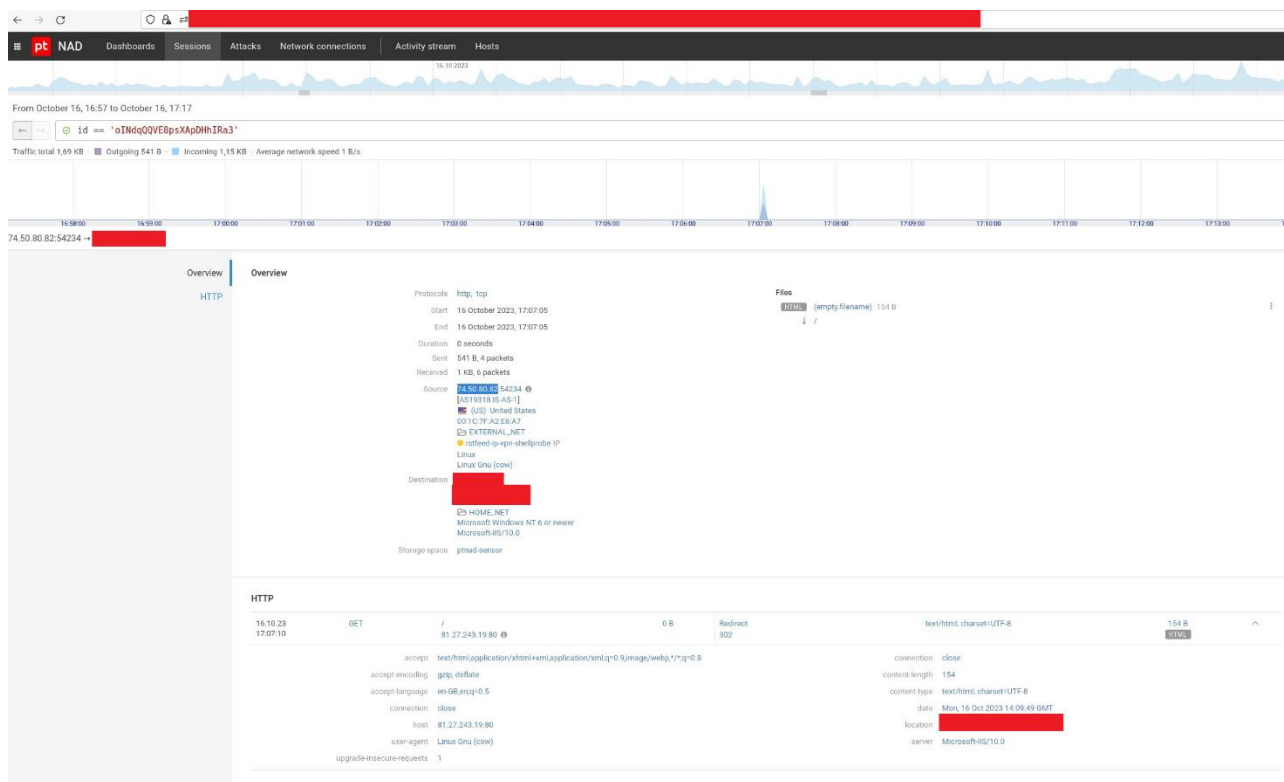 pt NAD Dashboards Sessions Attacks Network connections Activity stream Hosts
16.10.2023
From October 16, 16:57 to October 16, 17:17
id == 'oINdqQQVE8psXApDHhIRa3'
Traffic total 1,69 KB · Outgoing 541 B · Incoming 1,15 KB · Average network speed 1 B/s
16:58:00 16:59:00 17:00:00 17:01:00 17:02:00 17:03:00 17:04:00 17:05:00 17:06:00 17:07:00 17:08:00 17:09:00 17:10:00 17:11:00 17:12:00 17:13:00
74.50.80.82:54234 →
Overview
HTTP
Overview
Protocols http, tcp
Start 16 October 2023, 17:07:05
End 16 October 2023, 17:07:05
Duration 0 seconds
Sent 541 B, 4 packets
Received 1 KB, 6 packets
Source 74.50.80.82:54234
[AS19318 IS-AS-1]
(US) United States
00:1C:7F:A2:E6:A7
EXTERNAL_NET
rstfeed-ip-vpn-shellprobe IP
Linux
Linux Gnu (cow)
Destination
HOME_NET
Microsoft Windows NT 6 or newer
Microsoft-IIS/10.0
Storage space ptnad-sensor
Files
HTML (empty.filename) 154 B
↓ /
HTTP
16.10.23 GET / 0 B Redirect text/html; charset=UTF-8 154 B
17:07:10 81.27.243.19:80 302 HTML
accept text/html,application/xhtml+xml,application/xml;q=0.9,image/webp,*/*;q=0.8
accept-encoding gzip, deflate
accept-language en-GB,en;q=0.5
connection close
host 81.27.243.19:80
user-agent Linux Gnu (cow)
upgrade-insecure-requests 1
connection close
content-length 154
content-type text/html; charset=UTF-8
date Mon, 16 Oct 2023 14:09:49 GMT
location
server Microsoft-IIS/10.0